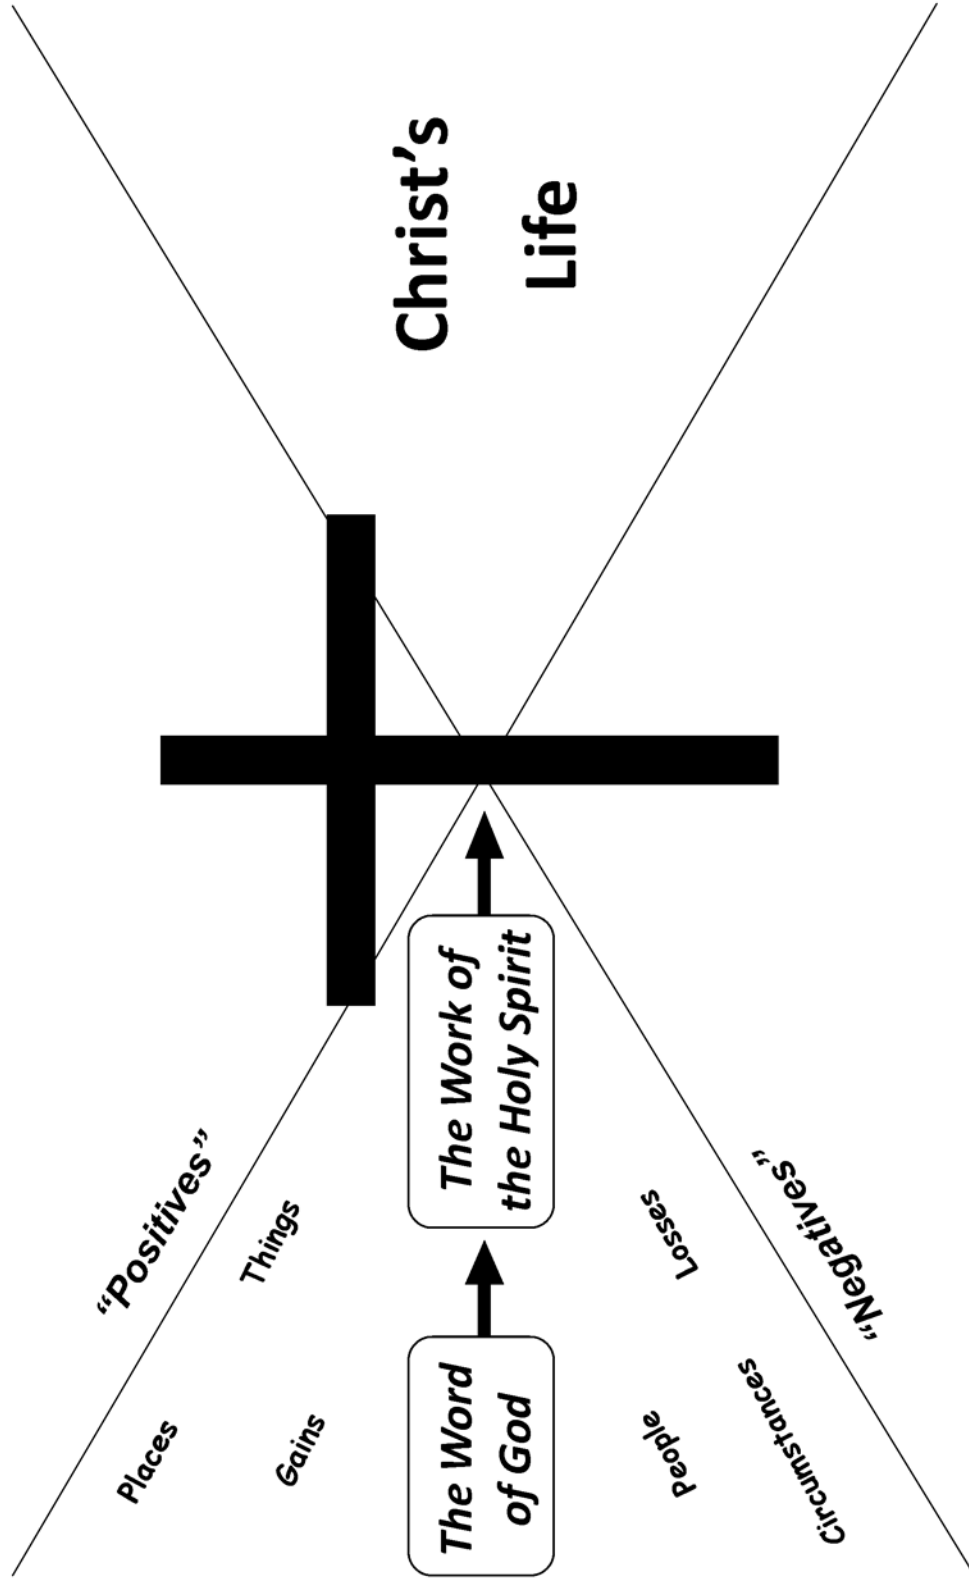 “Positives”
Places
Things
Gains
The Word
of God
The Work of
the Holy Spirit
Christ’s
Life
People
Losses
Circumstances
“Negatives”